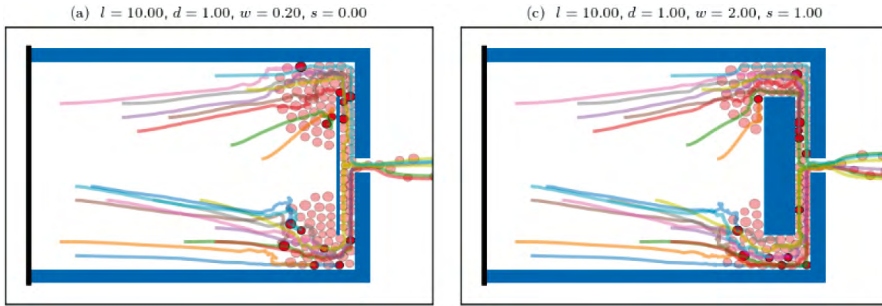 (a) l = 10.00, d = 1.00, w = 0.20, s = 0.00
(c) l = 10.00, d = 1.00, w = 2.00, s = 1.00